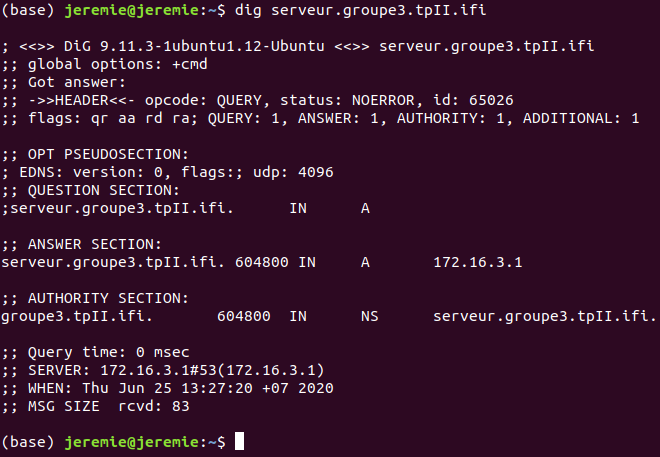 (base) jeremie@jeremie:~$ dig serveur.groupe3.tpII.ifi
; <<>> DiG 9.11.3-1ubuntu1.12-Ubuntu <<>> serveur.groupe3.tpII.ifi
;; global options: +cmd
;; Got answer:
;; ->>HEADER<<- opcode: QUERY, status: NOERROR, id: 65026
;; flags: qr aa rd ra; QUERY: 1, ANSWER: 1, AUTHORITY: 1, ADDITIONAL: 1
;; OPT PSEUDOSECTION:
; EDNS: version: 0, flags:; udp: 4096
;; QUESTION SECTION:
;serveur.groupe3.tpII.ifi. IN A
;; ANSWER SECTION:
serveur.groupe3.tpII.ifi. 604800 IN A 172.16.3.1
;; AUTHORITY SECTION:
groupe3.tpII.ifi. 604800 IN NS serveur.groupe3.tpII.ifi.
;; Query time: 0 msec
;; SERVER: 172.16.3.1#53(172.16.3.1)
;; WHEN: Thu Jun 25 13:27:20 +07 2020
;; MSG SIZE rcvd: 83
(base) jeremie@jeremie:~$